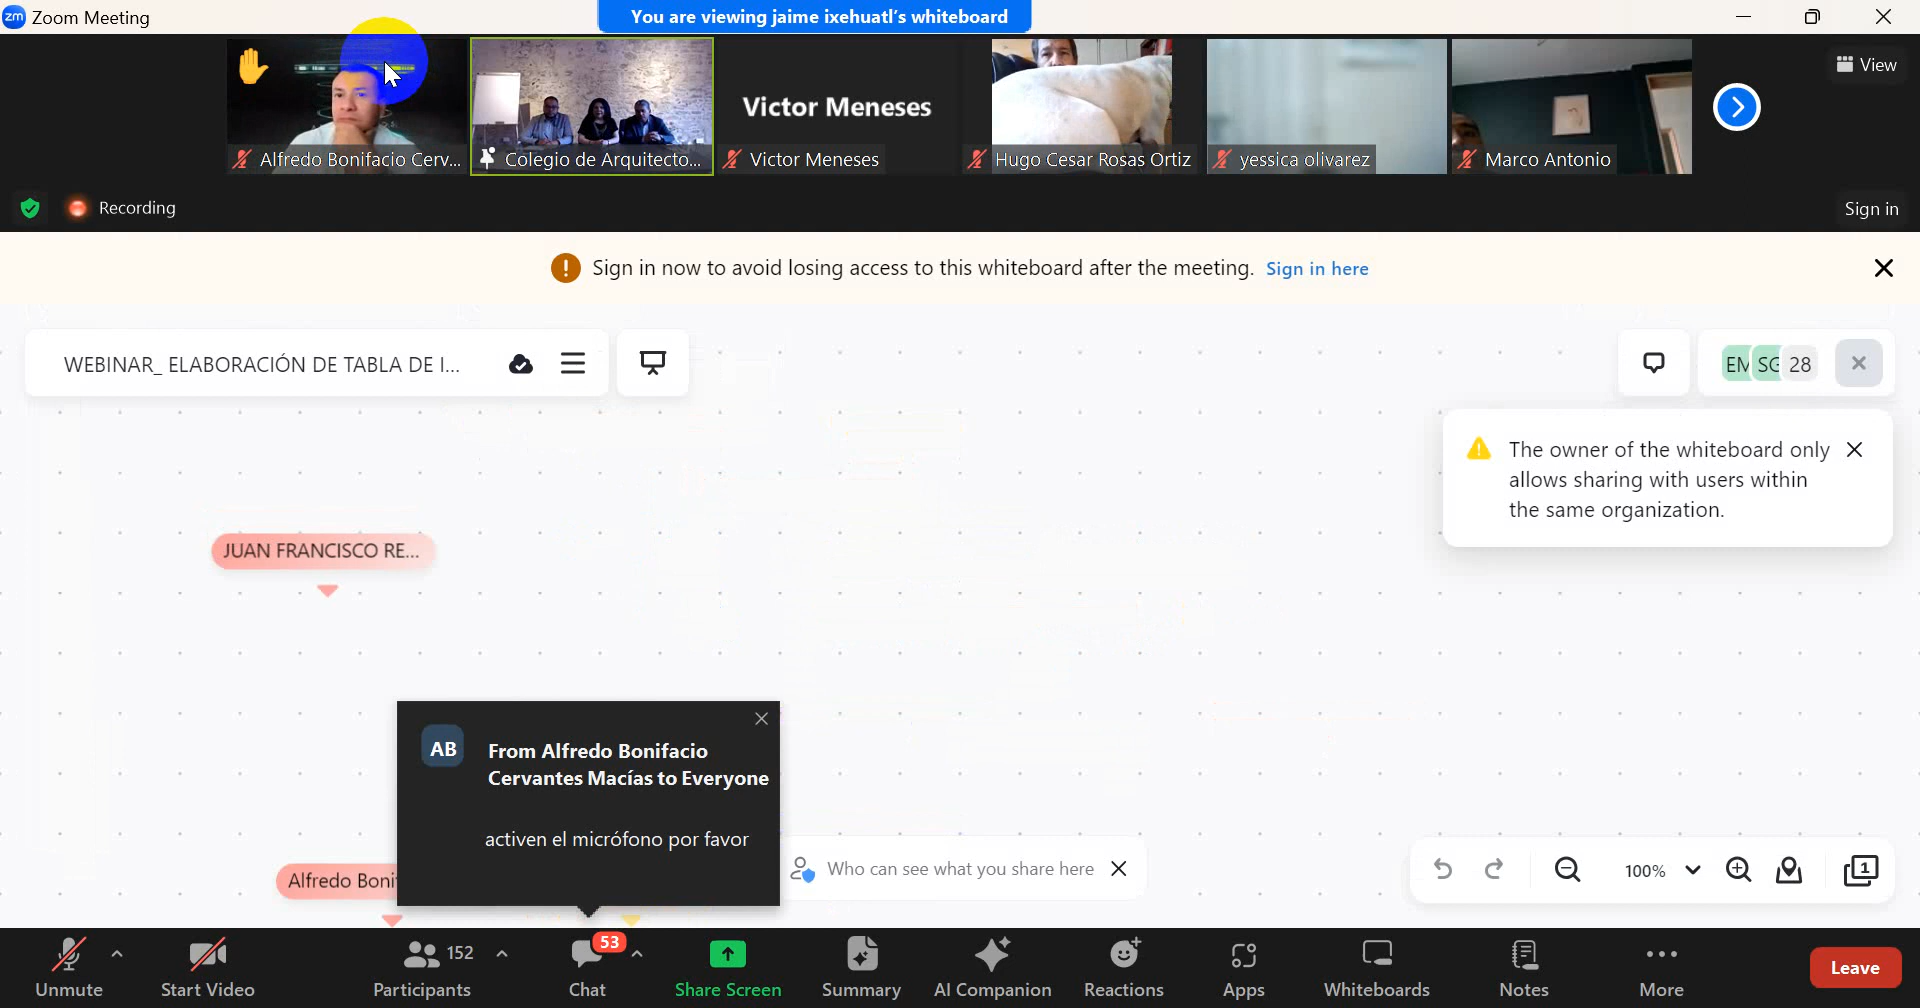 zm Zoom Meeting
You are viewing jaime ixehuatl's whiteboard
Alfredo Bonifacio Cerv...
Colegio de Arquitecto...
Victor Meneses
Victor Meneses
Hugo Cesar Rosas Ortiz
yessica olivarez
Marco Antonio
View
Recording
Sign in
Sign in now to avoid losing access to this whiteboard after the meeting. Sign in here
WEBINAR_ ELABORACIÓN DE TABLA DE I...
EM SG 28
The owner of the whiteboard only
allows sharing with users within
the same organization.
JUAN FRANCISCO RE...
AB
From Alfredo Bonifacio
Cervantes Macías to Everyone
activen el micrófono por favor
Alfredo Boni
Who can see what you share here
100%
1
Unmute
Start Video
152
Participants
53
Chat
Share Screen
Summary
AI Companion
Reactions
Apps
Whiteboards
Notes
More
Leave